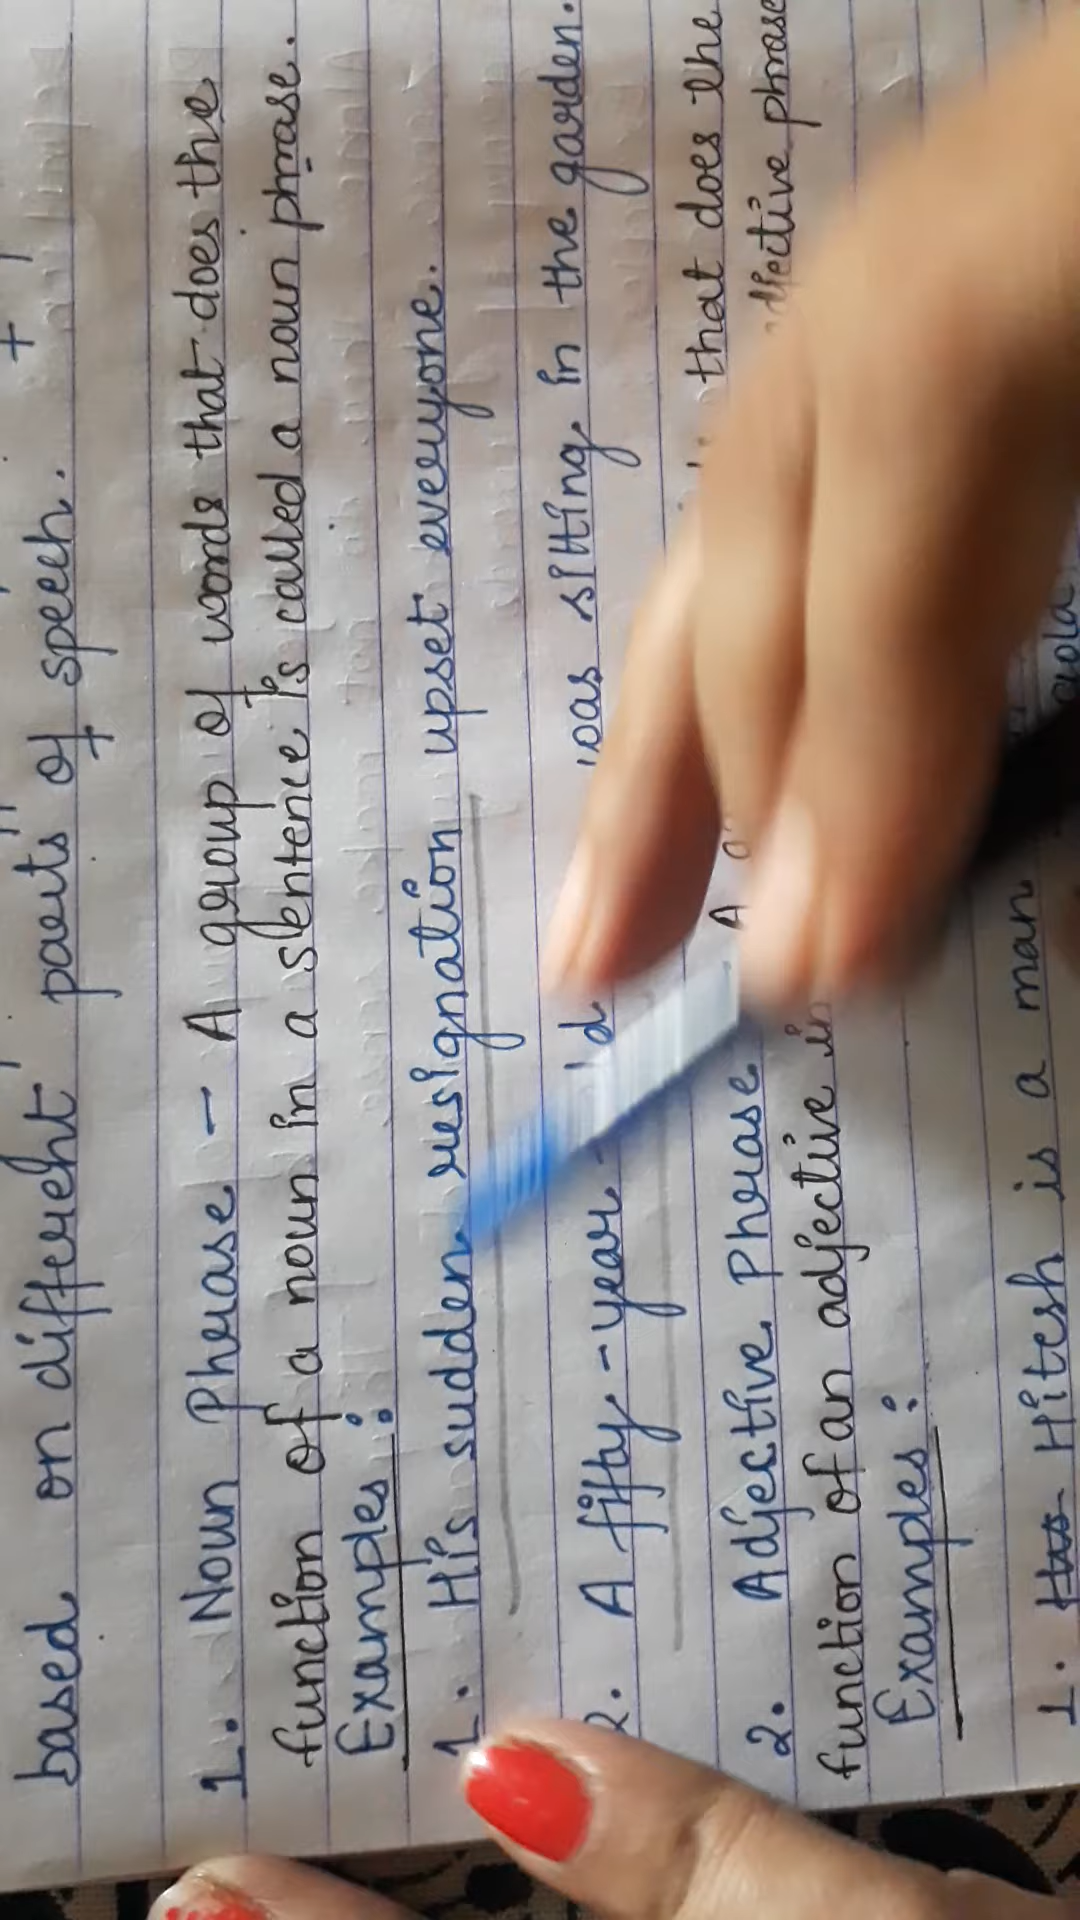 based on different parts of speech.
1. Noun Phrase - A group of words that does the
function of a noun in a sentence is called a noun phrase.
Examples :
1. His sudden resignation upset everyone.
2. A fifty-year- was sitting in the garden.
2. Adjective Phrase A that does the
function of an adjective in phrase
Examples :
1. Hitesh is a man